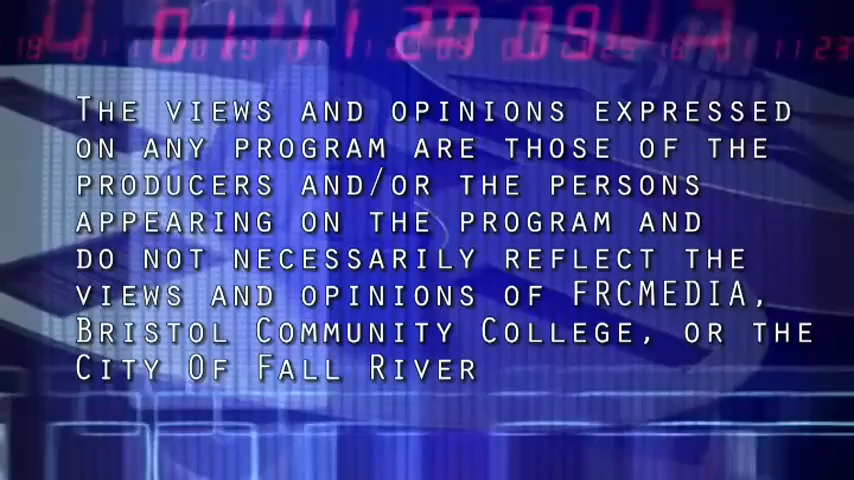 The views and opinions expressed
on any program are those of the
producers and/or the persons
appearing on the program and
do not necessarily reflect the
views and opinions of FRCMEDIA,
Bristol Community College, or the
City Of Fall River